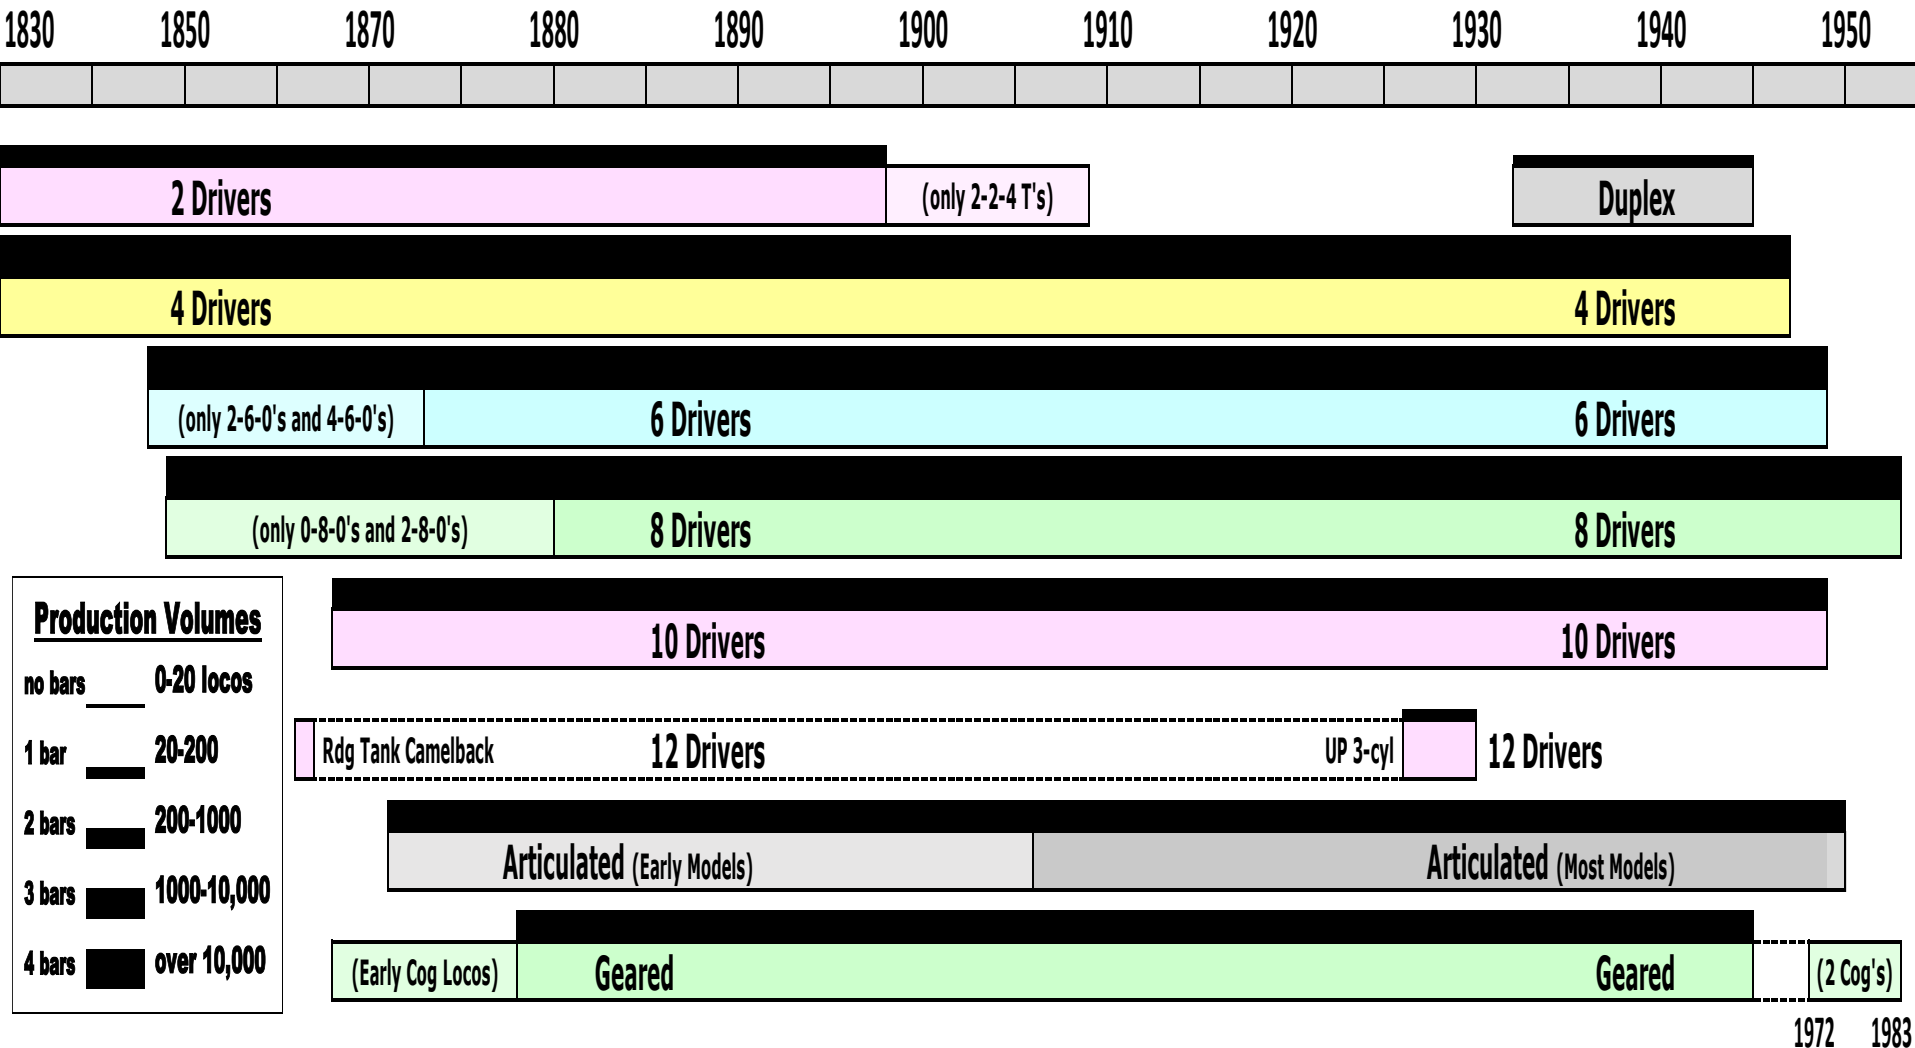 1830 1850 1870 1880 1890 1900 1910 1920 1930 1940 1950
2 Drivers (only 2-2-4 T's) Duplex
4 Drivers 4 Drivers
(only 2-6-0's and 4-6-0's) 6 Drivers 6 Drivers
(only 0-8-0's and 2-8-0's) 8 Drivers 8 Drivers
10 Drivers 10 Drivers
Rdg Tank Camelback 12 Drivers UP 3-cyl 12 Drivers
Articulated (Early Models) Articulated (Most Models)
(Early Cog Locos) Geared Geared (2 Cog's)
1972 1983
Production Volumes
no bars 0-20 locos
1 bar 20-200
2 bars 200-1000
3 bars 1000-10,000
4 bars over 10,000